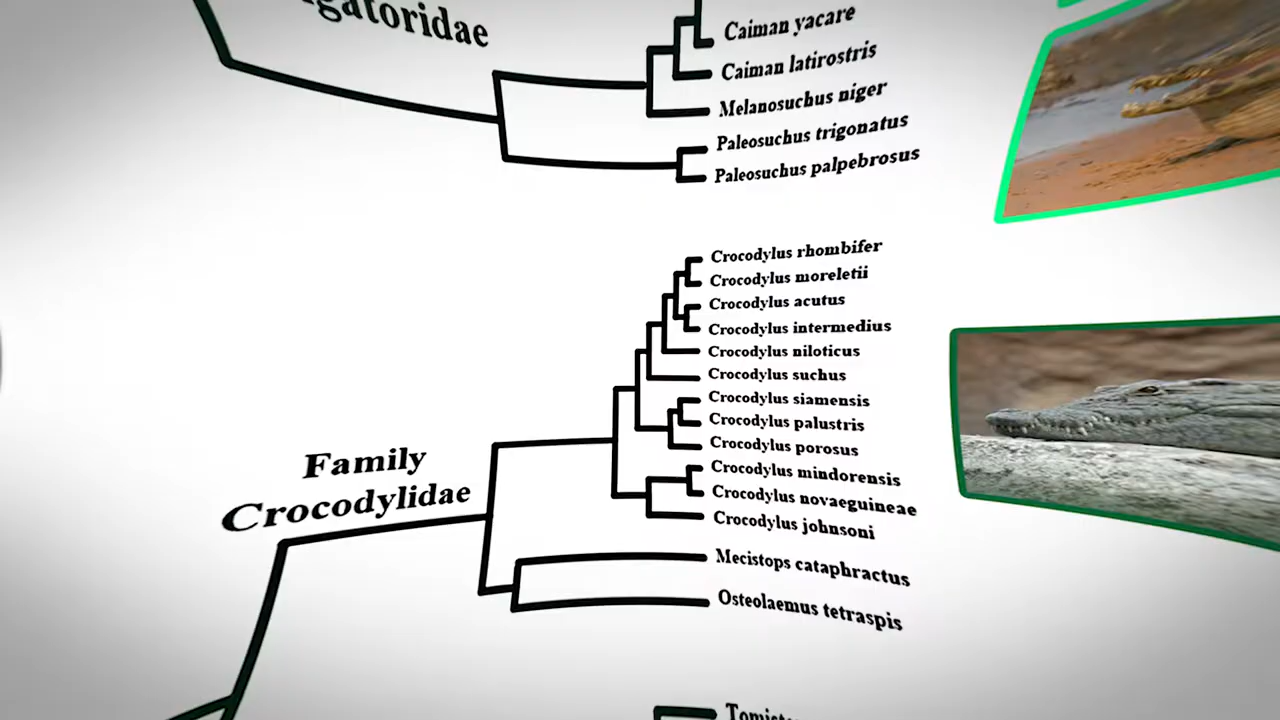 Caiman yacare
Caiman latirostris
Melanosuchus niger
Paleosuchus trigonatus
Paleosuchus palpebrosus
Crocodylus rhombifer
Crocodylus moreletii
Crocodylus acutus
Crocodylus intermedius
Crocodylus niloticus
Crocodylus suchus
Crocodylus siamensis
Crocodylus palustris
Crocodylus porosus
Crocodylus mindorensis
Crocodylus novaeguineae
Crocodylus johnsoni
Mecistops cataphractus
Osteolaemus tetraspis
Family
Crocodylidae